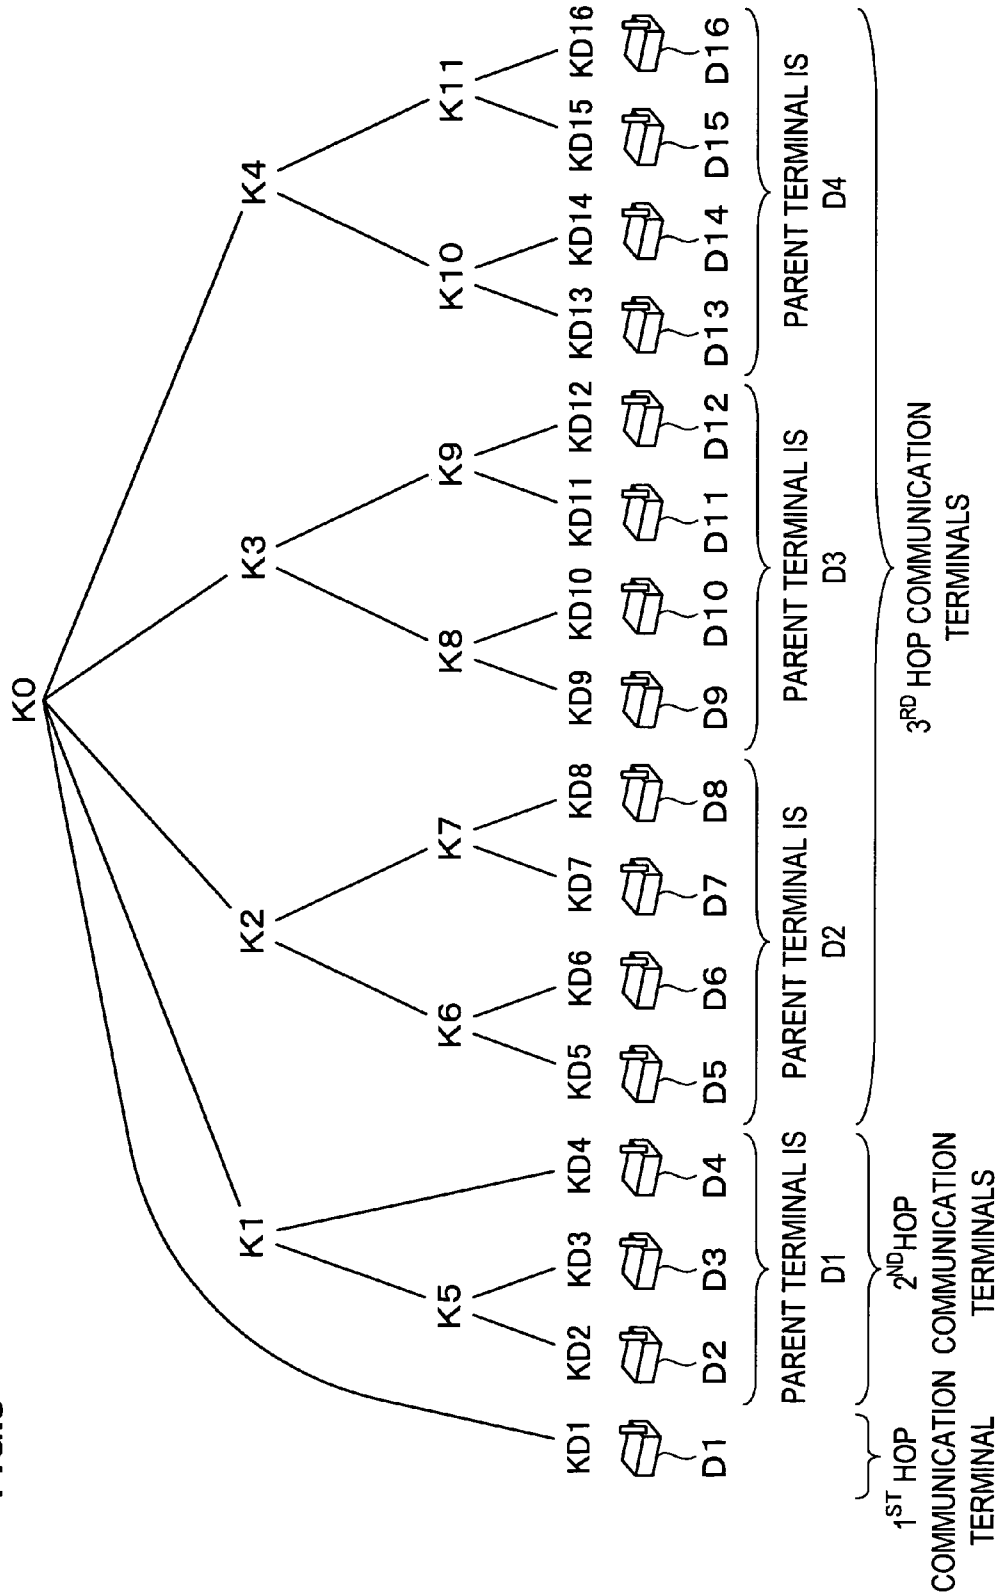 K0
K1 K2 K3 K4
K5 K6 K7 K8 K9 K10 K11
KD1 KD2 KD3 KD4 KD5 KD6 KD7 KD8 KD9 KD10 KD11 KD12 KD13 KD14 KD15 KD16
D1 D2 D3 D4 D5 D6 D7 D8 D9 D10 D11 D12 D13 D14 D15 D16
PARENT TERMINAL IS
D1
PARENT TERMINAL IS
D2
PARENT TERMINAL IS
D3
PARENT TERMINAL IS
D4
1ST HOP
COMMUNICATION
TERMINAL
2ND HOP
COMMUNICATION
TERMINALS
3RD HOP COMMUNICATION
TERMINALS